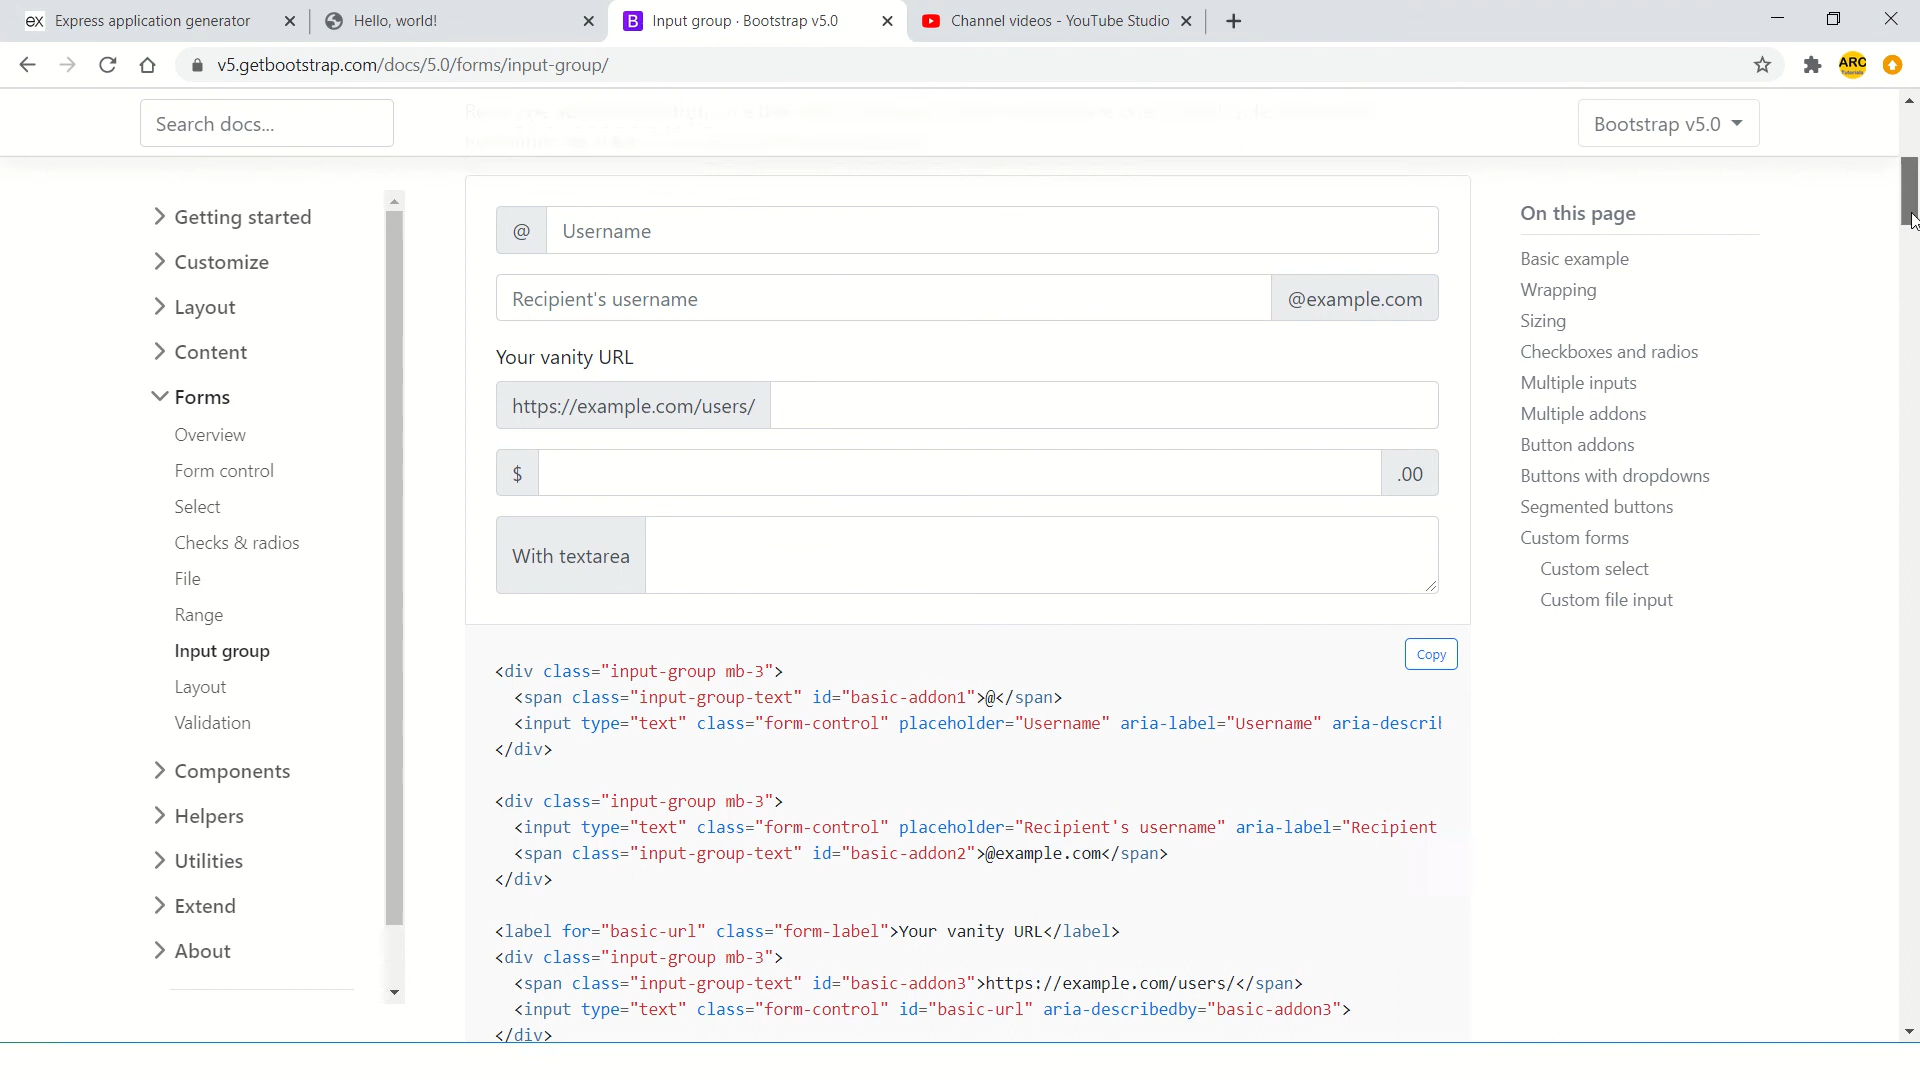 ex Express application generator
Hello, world!
B Input group · Bootstrap v5.0
Channel videos - YouTube Studio
v5.getbootstrap.com/docs/5.0/forms/input-group/
ARC
Tutorials
Search docs...
Bootstrap v5.0
Getting started
Customize
Layout
Content
Forms
Overview
Form control
Select
Checks & radios
File
Range
Input group
Layout
Validation
Components
Helpers
Utilities
Extend
About
@ Username
Recipient's username @example.com
Your vanity URL
https://example.com/users/
$ .00
With textarea
Copy
<div class="input-group mb-3">
<span class="input-group-text" id="basic-addon1">@</span>
<input type="text" class="form-control" placeholder="Username" aria-label="Username" aria-descri
</div>
<div class="input-group mb-3">
<input type="text" class="form-control" placeholder="Recipient's username" aria-label="Recipient
<span class="input-group-text" id="basic-addon2">@example.com</span>
</div>
<label for="basic-url" class="form-label">Your vanity URL</label>
<div class="input-group mb-3">
<span class="input-group-text" id="basic-addon3">https://example.com/users/</span>
<input type="text" class="form-control" id="basic-url" aria-describedby="basic-addon3">
</div>
On this page
Basic example
Wrapping
Sizing
Checkboxes and radios
Multiple inputs
Multiple addons
Button addons
Buttons with dropdowns
Segmented buttons
Custom forms
Custom select
Custom file input